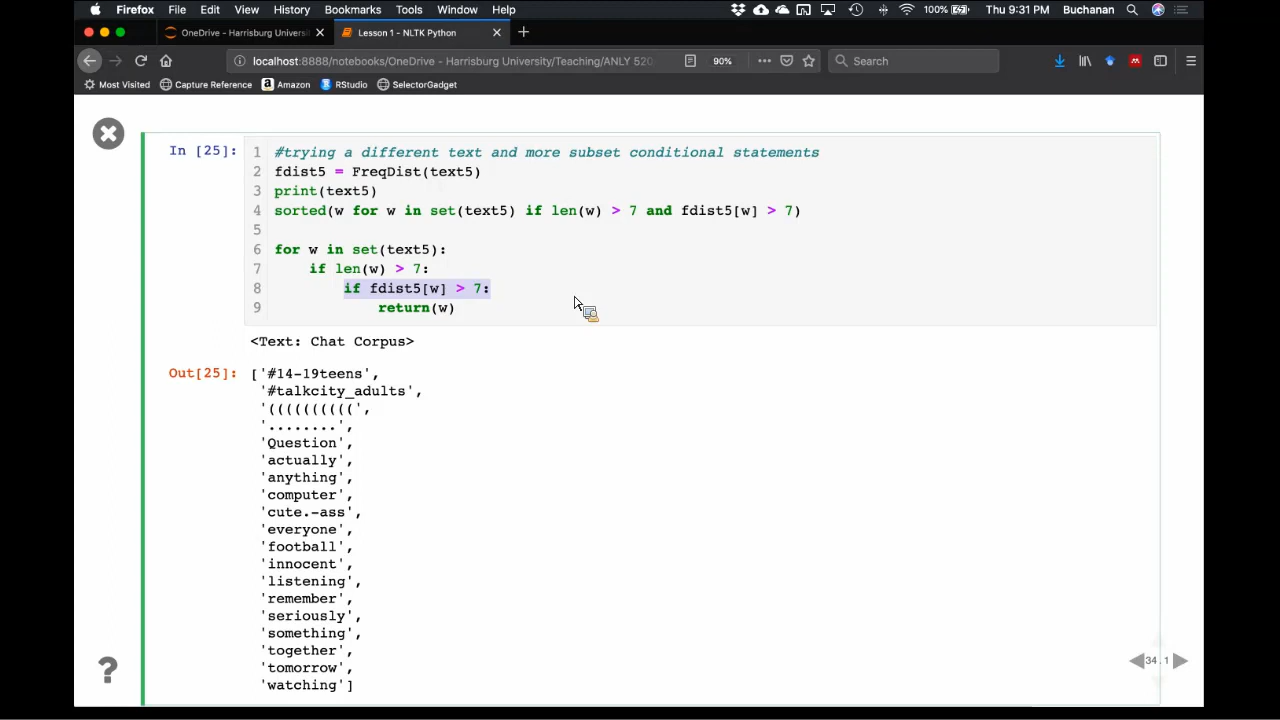 Firefox File Edit View History Bookmarks Tools Window Help 100% Thu 9:31 PM Buchanan
OneDrive - Harrisburg Universi Lesson 1 - NLTK Python
localhost:8888/notebooks/OneDrive - Harrisburg University/Teaching/ANLY 520 90% Search
Most Visited Capture Reference Amazon RStudio SelectorGadget
In [25]: 1 #trying a different text and more subset conditional statements
2 fdist5 = FreqDist(text5)
3 print(text5)
4 sorted(w for w in set(text5) if len(w) > 7 and fdist5[w] > 7)
5
6 for w in set(text5):
7 if len(w) > 7:
8 if fdist5[w] > 7:
9 return(w)
<Text: Chat Corpus>
Out[25]: ['#14-19teens',
'#talkcity_adults',
'((((((((((',
'........',
'Question',
'actually',
'anything',
'computer',
'cute.-ass',
'everyone',
'football',
'innocent',
'listening',
'remember',
'seriously',
'something',
'together',
'tomorrow',
'watching']
?
34.1